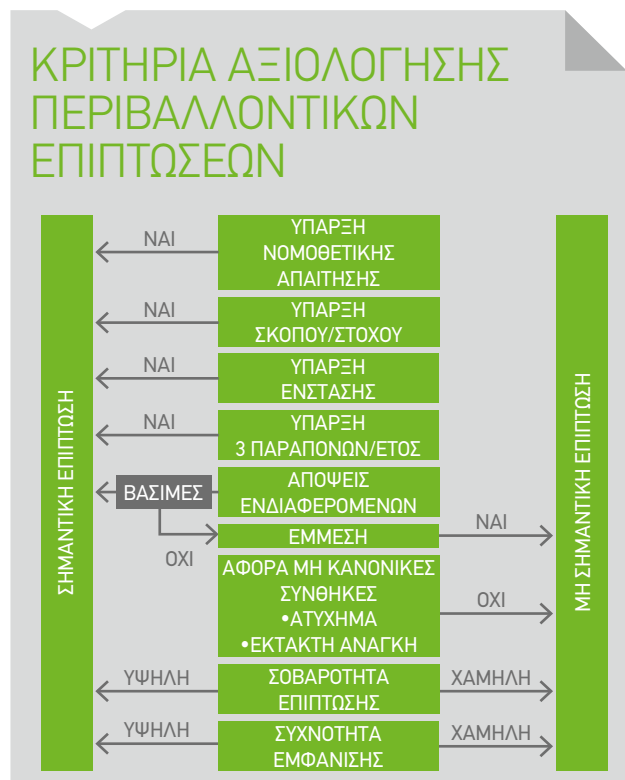 ΚΡΙΤΗΡΙΑ ΑΞΙΟΛΟΓΗΣΗΣ
ΠΕΡΙΒΑΛΛΟΝΤΙΚΩΝ
ΕΠΙΠΤΩΣΕΩΝ
ΣΗΜΑΝΤΙΚΗ ΕΠΙΠΤΩΣΗ
ΝΑΙ
ΥΠΑΡΞΗ
ΝΟΜΟΘΕΤΙΚΗΣ
ΑΠΑΙΤΗΣΗΣ
ΝΑΙ
ΥΠΑΡΞΗ
ΣΚΟΠΟΥ/ΣΤΟΧΟΥ
ΝΑΙ
ΥΠΑΡΞΗ
ΕΝΣΤΑΣΗΣ
ΝΑΙ
ΥΠΑΡΞΗ
3 ΠΑΡΑΠΟΝΩΝ/ΕΤΟΣ
ΒΑΣΙΜΕΣ
ΑΠΟΨΕΙΣ
ΕΝΔΙΑΦΕΡΟΜΕΝΩΝ
ΟΧΙ
ΕΜΜΕΣΗ
ΝΑΙ
ΑΦΟΡΑ ΜΗ ΚΑΝΟΝΙΚΕΣ
ΣΥΝΘΗΚΕΣ
•ΑΤΥΧΗΜΑ
•ΕΚΤΑΚΤΗ ΑΝΑΓΚΗ
ΟΧΙ
ΥΨΗΛΗ
ΣΟΒΑΡΟΤΗΤΑ
ΕΠΙΠΤΩΣΗΣ
ΧΑΜΗΛΗ
ΥΨΗΛΗ
ΣΥΧΝΟΤΗΤΑ
ΕΜΦΑΝΙΣΗΣ
ΧΑΜΗΛΗ
ΜΗ ΣΗΜΑΝΤΙΚΗ ΕΠΙΠΤΩΣΗ